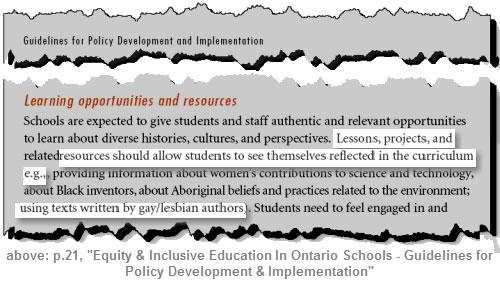 Guidelines for Policy Development and Implementation
Learning opportunities and resources
Schools are expected to give students and staff authentic and relevant opportunities
to learn about diverse histories, cultures, and perspectives. Lessons, projects, and
related resources should allow students to see themselves reflected in the curriculum
e.g., providing information about women's contributions to science and technology,
about Black inventors, about Aboriginal beliefs and practices related to the environment;
using texts written by gay/lesbian authors). Students need to feel engaged in and
above: p.21, "Equity & Inclusive Education In Ontario Schools - Guidelines for
Policy Development & Implementation"